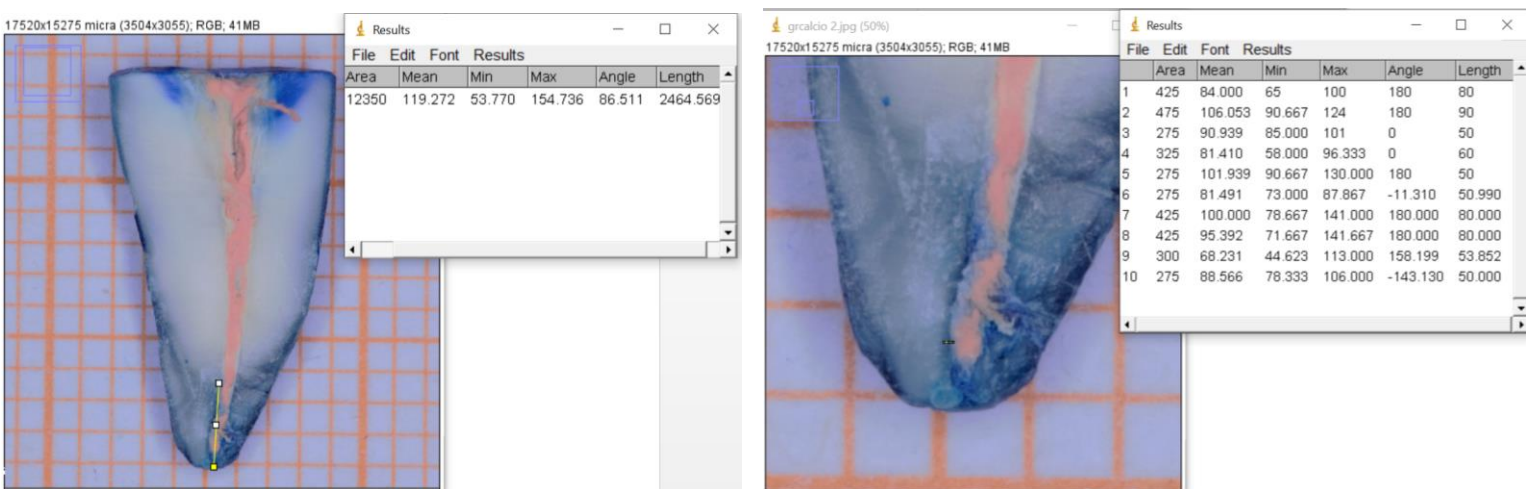 17520x15275 micra (3504x3055); RGB; 41MB
Results
File Edit Font Results
Area Mean Min Max Angle Length
12350 119.272 53.770 154.736 86.511 2464.569
grcalcio 2.jpg (50%)
17520x15275 micra (3504x3055); RGB; 41MB
Results
File Edit Font Results
Area Mean Min Max Angle Length
1 425 84.000 65 100 180 80
2 475 106.053 90.667 124 180 90
3 275 90.939 85.000 101 0 50
4 325 81.410 58.000 96.333 0 60
5 275 101.939 90.667 130.000 180 50
6 275 81.491 73.000 87.867 -11.310 50.990
7 425 100.000 78.667 141.000 180.000 80.000
8 425 95.392 71.667 141.667 180.000 80.000
9 300 68.231 44.623 113.000 158.199 53.852
10 275 88.566 78.333 106.000 -143.130 50.000